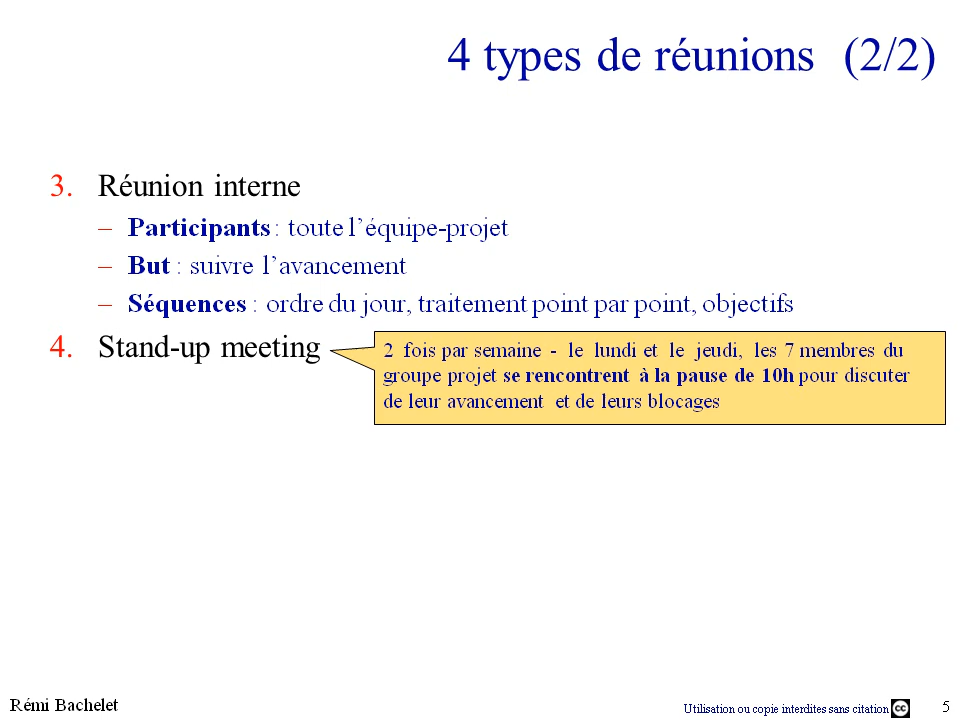 4 types de réunions (2/2)
3. Réunion interne
– Participants : toute l’équipe-projet
– But : suivre l’avancement
– Séquences : ordre du jour, traitement point par point, objectifs
4. Stand-up meeting
2 fois par semaine - le lundi et le jeudi, les 7 membres du
groupe projet se rencontrent à la pause de 10h pour discuter
de leur avancement et de leurs blocages
Rémi Bachelet
Utilisation ou copie interdites sans citation cc
5